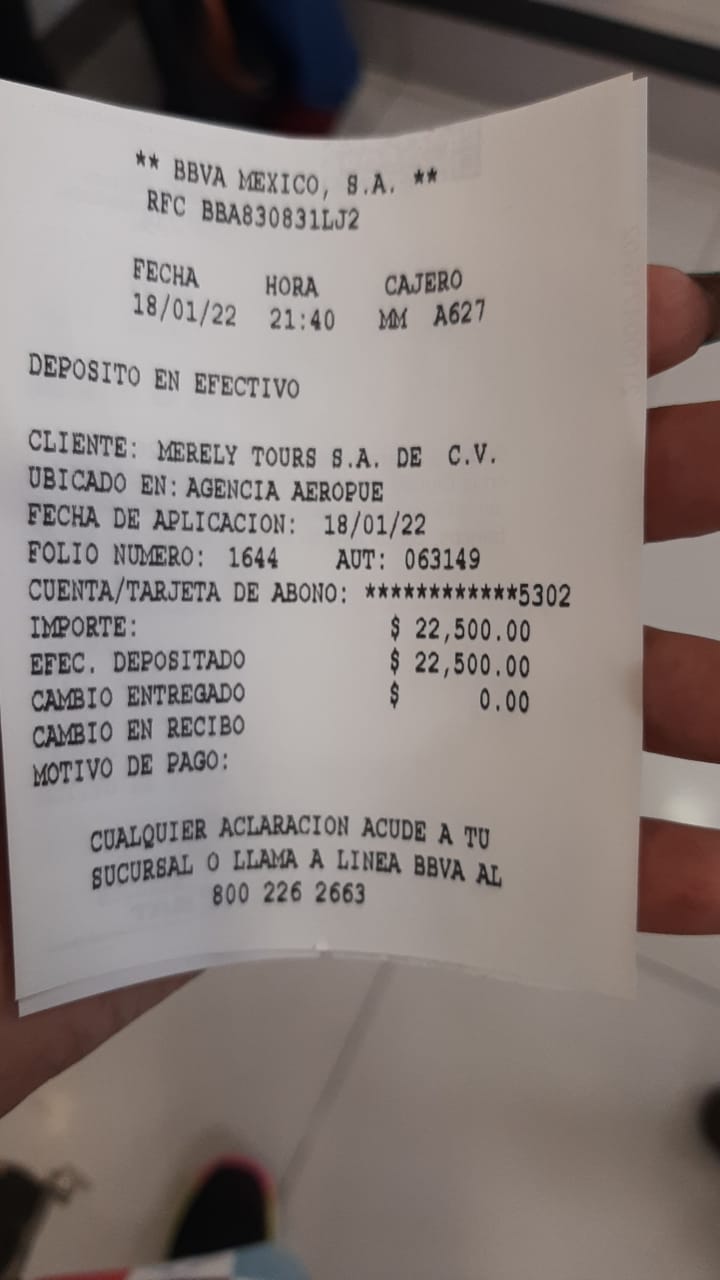 ** BBVA MEXICO, S.A. **
RFC BBA830831LJ2
FECHA HORA CAJERO
18/01/22 21:40 MM A627
DEPOSITO EN EFECTIVO
CLIENTE: MERELY TOURS S.A. DE C.V.
UBICADO EN: AGENCIA AEROPUE
FECHA DE APLICACION: 18/01/22
FOLIO NUMERO: 1644 AUT: 063149
CUENTA/TARJETA DE ABONO: ************5302
IMPORTE: $ 22,500.00
EFEC. DEPOSITADO $ 22,500.00
CAMBIO ENTREGADO $ 0.00
CAMBIO EN RECIBO
MOTIVO DE PAGO:
CUALQUIER ACLARACION ACUDE A TU
SUCURSAL O LLAMA A LINEA BBVA AL
800 226 2663